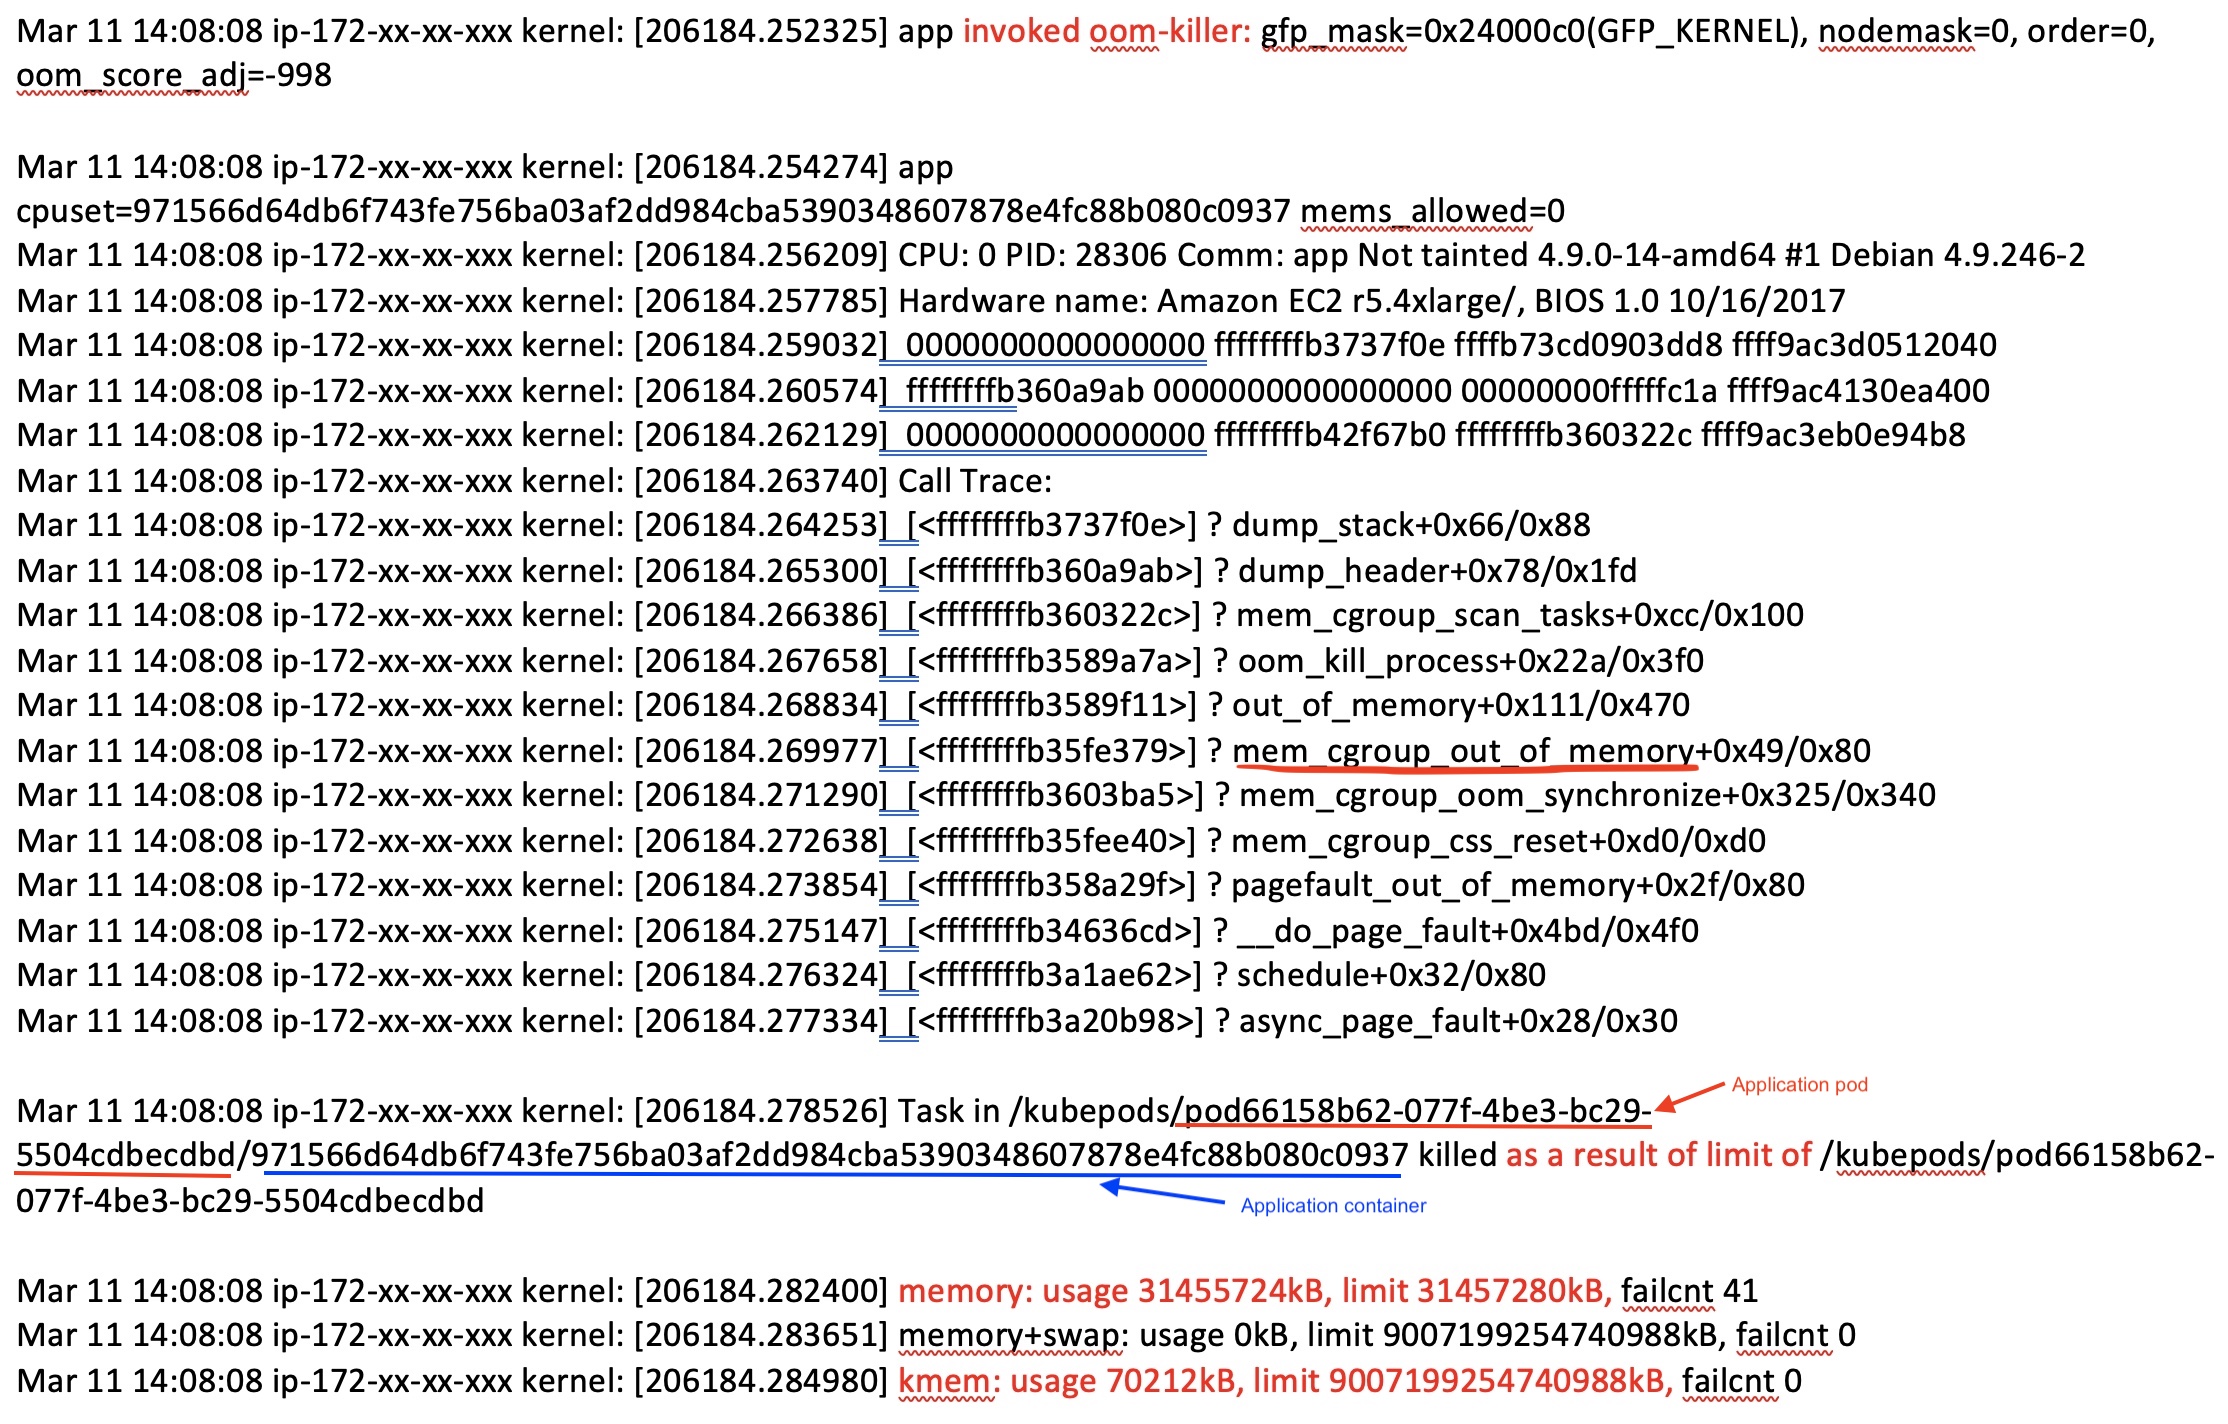 Mar 11 14:08:08 ip-172-xx-xx-xxx kernel: [206184.252325] app invoked oom-killer: gfp_mask=0x24000c0(GFP_KERNEL), nodemask=0, order=0,
oom_score_adj=-998
Mar 11 14:08:08 ip-172-xx-xx-xxx kernel: [206184.254274] app
cpuset=971566d64db6f743fe756ba03af2dd984cba5390348607878e4fc88b080c0937 mems_allowed=0
Mar 11 14:08:08 ip-172-xx-xx-xxx kernel: [206184.256209] CPU: 0 PID: 28306 Comm: app Not tainted 4.9.0-14-amd64 #1 Debian 4.9.246-2
Mar 11 14:08:08 ip-172-xx-xx-xxx kernel: [206184.257785] Hardware name: Amazon EC2 r5.4xlarge/, BIOS 1.0 10/16/2017
Mar 11 14:08:08 ip-172-xx-xx-xxx kernel: [206184.259032]  0000000000000000 ffffffffb3737f0e ffffb73cd0903dd8 ffff9ac3d0512040
Mar 11 14:08:08 ip-172-xx-xx-xxx kernel: [206184.260574]  ffffffffb360a9ab 0000000000000000 00000000fffffc1a ffff9ac4130ea400
Mar 11 14:08:08 ip-172-xx-xx-xxx kernel: [206184.262129]  0000000000000000 ffffffffb42f67b0 ffffffffb360322c ffff9ac3eb0e94b8
Mar 11 14:08:08 ip-172-xx-xx-xxx kernel: [206184.263740] Call Trace:
Mar 11 14:08:08 ip-172-xx-xx-xxx kernel: [206184.264253]  [<ffffffffb3737f0e>] ? dump_stack+0x66/0x88
Mar 11 14:08:08 ip-172-xx-xx-xxx kernel: [206184.265300]  [<ffffffffb360a9ab>] ? dump_header+0x78/0x1fd
Mar 11 14:08:08 ip-172-xx-xx-xxx kernel: [206184.266386]  [<ffffffffb360322c>] ? mem_cgroup_scan_tasks+0xcc/0x100
Mar 11 14:08:08 ip-172-xx-xx-xxx kernel: [206184.267658]  [<ffffffffb3589a7a>] ? oom_kill_process+0x22a/0x3f0
Mar 11 14:08:08 ip-172-xx-xx-xxx kernel: [206184.268834]  [<ffffffffb3589f11>] ? out_of_memory+0x111/0x470
Mar 11 14:08:08 ip-172-xx-xx-xxx kernel: [206184.269977]  [<ffffffffb35fe379>] ? mem_cgroup_out_of_memory+0x49/0x80
Mar 11 14:08:08 ip-172-xx-xx-xxx kernel: [206184.271290]  [<ffffffffb3603ba5>] ? mem_cgroup_oom_synchronize+0x325/0x340
Mar 11 14:08:08 ip-172-xx-xx-xxx kernel: [206184.272638]  [<ffffffffb35fee40>] ? mem_cgroup_css_reset+0xd0/0xd0
Mar 11 14:08:08 ip-172-xx-xx-xxx kernel: [206184.273854]  [<ffffffffb358a29f>] ? pagefault_out_of_memory+0x2f/0x80
Mar 11 14:08:08 ip-172-xx-xx-xxx kernel: [206184.275147]  [<ffffffffb34636cd>] ? __do_page_fault+0x4bd/0x4f0
Mar 11 14:08:08 ip-172-xx-xx-xxx kernel: [206184.276324]  [<ffffffffb3a1ae62>] ? schedule+0x32/0x80
Mar 11 14:08:08 ip-172-xx-xx-xxx kernel: [206184.277334]  [<ffffffffb3a20b98>] ? async_page_fault+0x28/0x30
Application pod
Mar 11 14:08:08 ip-172-xx-xx-xxx kernel: [206184.278526] Task in /kubepods/pod66158b62-077f-4be3-bc29-
5504cdbecdbd/971566d64db6f743fe756ba03af2dd984cba5390348607878e4fc88b080c0937 killed as a result of limit of /kubepods/pod66158b62-
077f-4be3-bc29-5504cdbecdbd
Application container
Mar 11 14:08:08 ip-172-xx-xx-xxx kernel: [206184.282400] memory: usage 31455724kB, limit 31457280kB, failcnt 41
Mar 11 14:08:08 ip-172-xx-xx-xxx kernel: [206184.283651] memory+swap: usage 0kB, limit 9007199254740988kB, failcnt 0
Mar 11 14:08:08 ip-172-xx-xx-xxx kernel: [206184.284980] kmem: usage 70212kB, limit 9007199254740988kB, failcnt 0